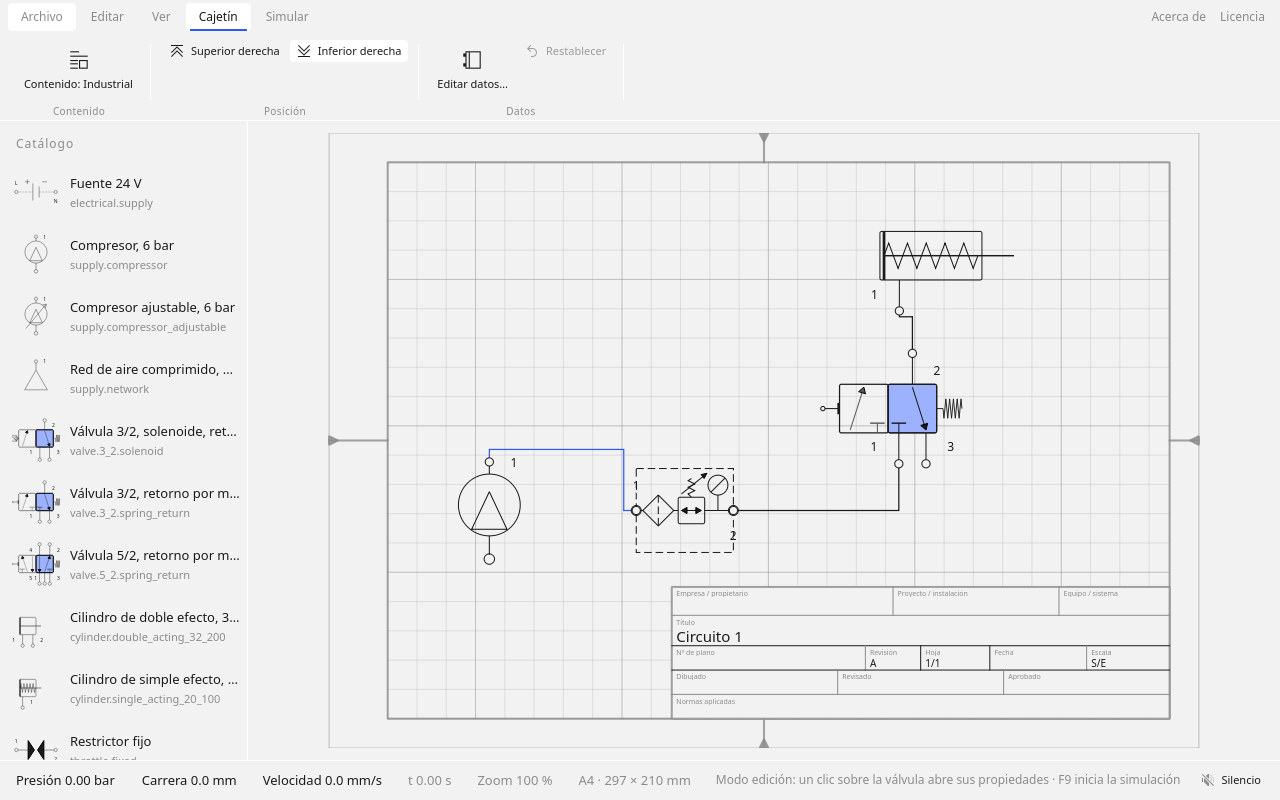 Archivo Editar Ver Cajetín Simular Acerca de Licencia
Contenido: Industrial
Superior derecha Inferior derecha
Editar datos... Restablecer
Contenido Posición Datos
Catálogo
Fuente 24 V
electrical.supply
Compresor, 6 bar
supply.compressor
Compresor ajustable, 6 bar
supply.compressor_adjustable
Red de aire comprimido, ...
supply.network
Válvula 3/2, solenoide, ret...
valve.3_2.solenoid
Válvula 3/2, retorno por m...
valve.3_2.spring_return
Válvula 5/2, retorno por m...
valve.5_2.spring_return
Cilindro de doble efecto, 3...
cylinder.double_acting_32_200
Cilindro de simple efecto, ...
cylinder.single_acting_20_100
Restrictor fijo
1
2
1 3
1
1
2
Empresa / propietario Proyecto / instalación Equipo / sistema
Título
Circuito 1
Nº de plano Revisión Hoja Fecha Escala
A 1/1 S/E
Dibujado Revisado Aprobado
Normas aplicadas
Presión 0.00 bar Carrera 0.0 mm Velocidad 0.0 mm/s t 0.00 s Zoom 100 % A4 · 297 × 210 mm Modo edición: un clic sobre la válvula abre sus propiedades · F9 inicia la simulación Silencio